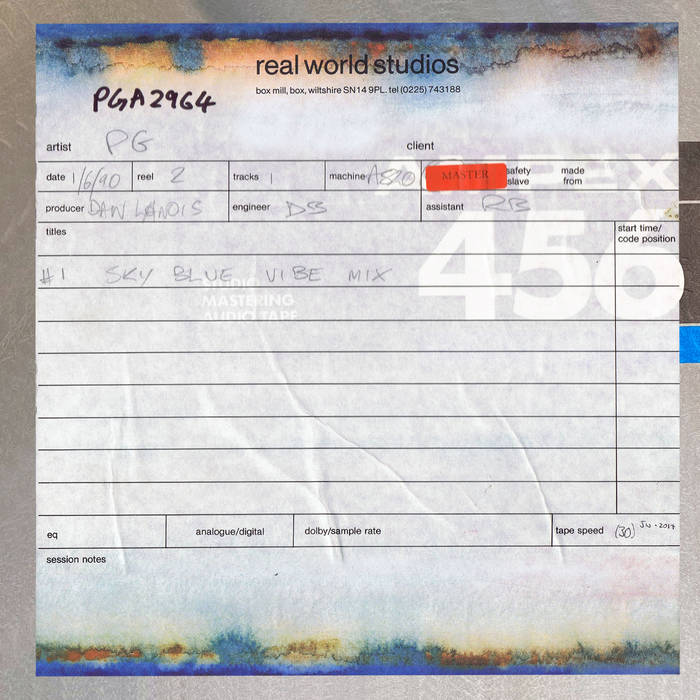 real world studios
box mill, box, wiltshire SN14 9PL. tel (0225) 743188
PGA2964
artist PG client
date 1/6/90 reel 2 tracks 1 machine A820 MASTER safety slave made from
producer DAN LANOIS engineer DB assistant RB
titles start time/
code position
#1 SKY BLUE VIBE MIX
456
AUDIO
MASTERING
AUDIO TAPE
eq analogue/digital dolby/sample rate tape speed (30)
session notes